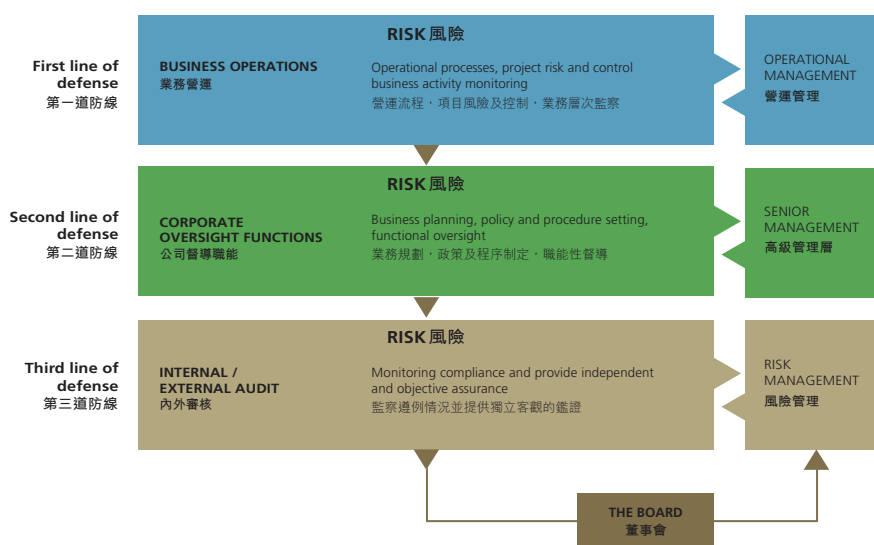 RISK 風險
First line of
defense
第一道防線
BUSINESS OPERATIONS
業務營運
Operational processes, project risk and control
business activity monitoring
營運流程，項目風險及控制，業務層次監察
OPERATIONAL
MANAGEMENT
營運管理
RISK 風險
Second line of
defense
第二道防線
CORPORATE
OVERSIGHT FUNCTIONS
公司督導職能
Business planning, policy and procedure setting,
functional oversight
業務規劃，政策及程序制定，職能性督導
SENIOR
MANAGEMENT
高級管理層
RISK 風險
Third line of
defense
第三道防線
INTERNAL /
EXTERNAL AUDIT
內外審核
Monitoring compliance and provide independent
and objective assurance
監察遵例情況並提供獨立客觀的鑑證
RISK
MANAGEMENT
風險管理
THE BOARD
董事會